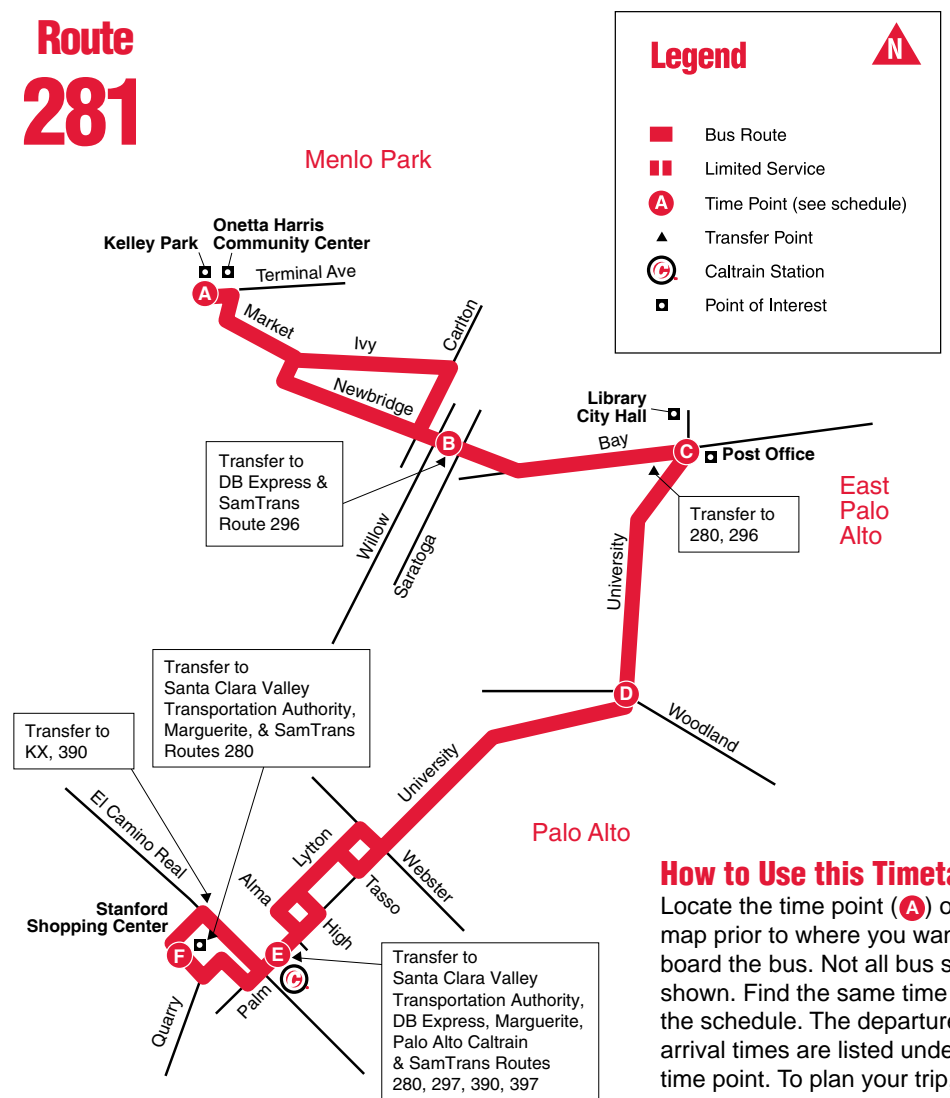 Route
281
Legend
N
Bus Route
Limited Service
A Time Point (see schedule)
Transfer Point
C Caltrain Station
Point of Interest
Menlo Park
Onetta Harris
Community Center
Kelley Park
A
Terminal Ave
Market
Ivy
Carlton
Newbridge
B
Library
City Hall
Bay
C
Post Office
Transfer to
DB Express &
SamTrans
Route 296
Willow
Saratoga
Transfer to
280, 296
East
Palo
Alto
University
D
Woodland
Transfer to
Santa Clara Valley
Transportation Authority,
Marguerite, & SamTrans
Routes 280
Transfer to
KX, 390
El Camino Real
University
Palo Alto
Lytton
Webster
Tasso
Alma
High
Stanford
Shopping Center
F
E
C
Palm
Quarry
Transfer to
Santa Clara Valley
Transportation Authority,
DB Express, Marguerite,
Palo Alto Caltrain
& SamTrans Routes
280, 297, 390, 397
How to Use this Timeta
Locate the time point (A) o
map prior to where you wan
board the bus. Not all bus s
shown. Find the same time
the schedule. The departure
arrival times are listed unde
time point. To plan your trip